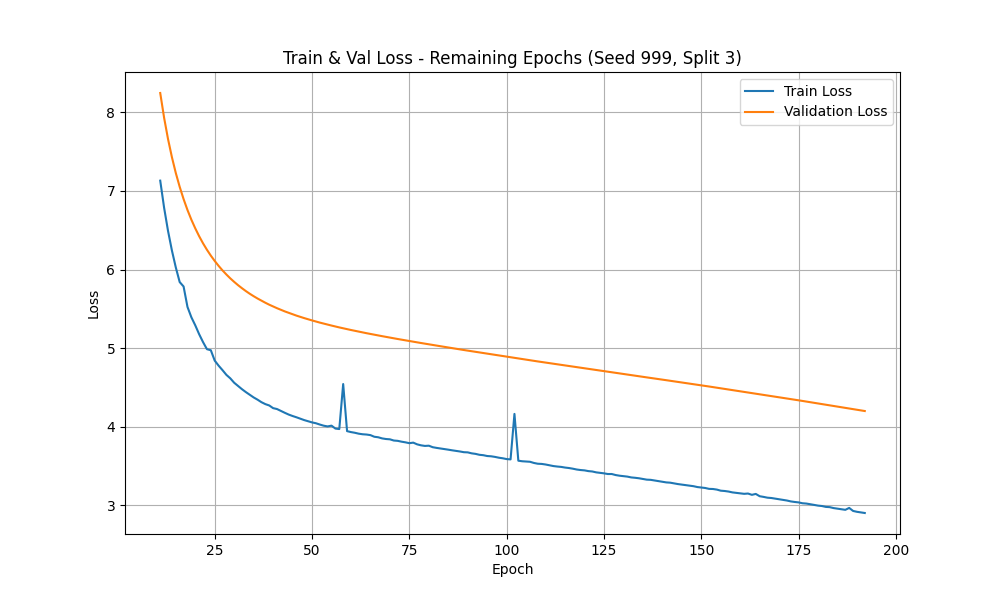 Train & Val Loss - Remaining Epochs (Seed 999, Split 3)
Train Loss
Validation Loss
8
7
6
5
4
3
Loss
25 50 75 100 125 150 175 200
Epoch